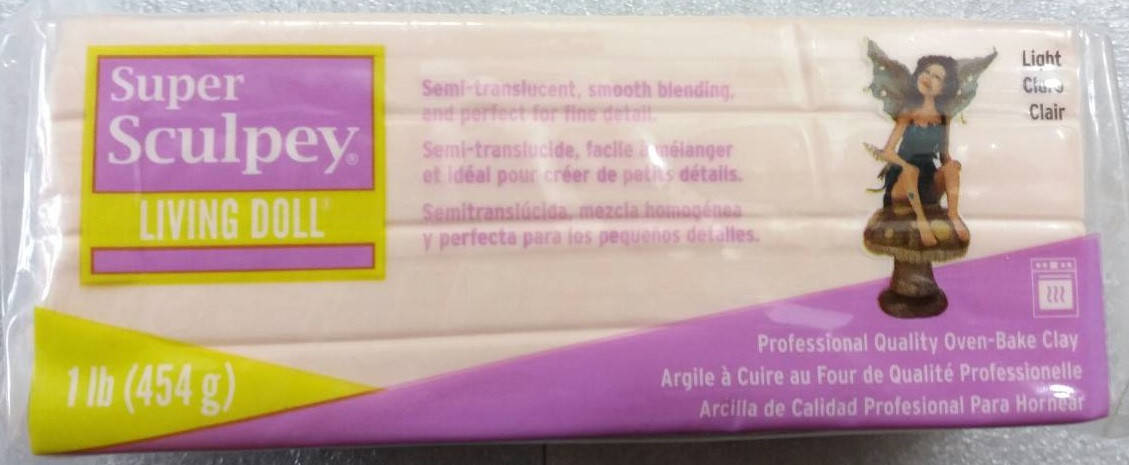 Super
Sculpey®
LIVING DOLL
Semi-translucent, smooth blending,
and perfect for fine detail.
Semi-translucide, facile à mélanger
et idéal pour créer de petits détails.
Semitranslúcida, mezcla homogénea
y perfecta para los pequeños detalles.
Light
Claro
Clair
1 lb (454 g)
Professional Quality Oven-Bake Clay
Argile à Cuire au Four de Qualité Professionelle
Arcilla de Calidad Profesional Para Hornear